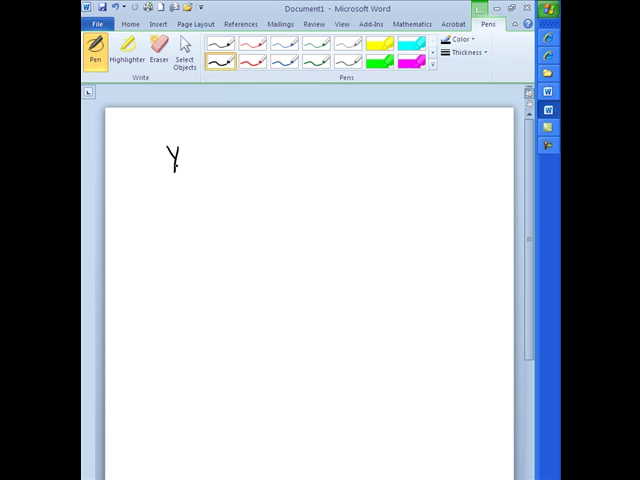 Document1 - Microsoft Word
File Home Insert Page Layout References Mailings Review View Add-Ins Mathematics Acrobat Pens
Pen Highlighter Eraser Select Objects
Color
Thickness
Write Pens
Y